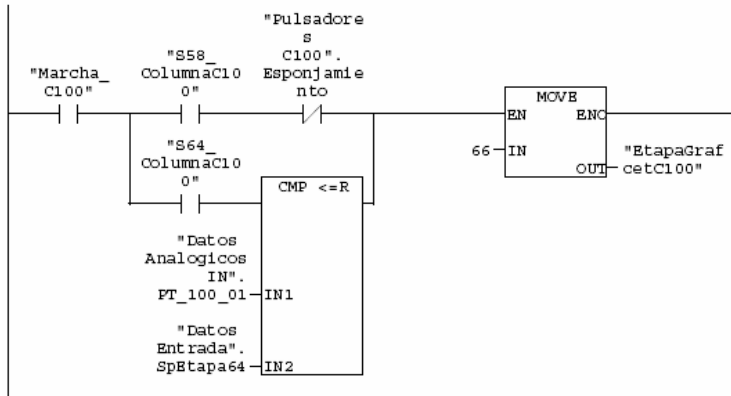 "Pulsadore
s
"S58_ C100".
"Marcha_ ColumnaC10 Esponjamie
C100" 0" nto
MOVE
EN ENO
"S64_
ColumnaC10
0"
66 IN "EtapaGraf
OUT cetC100"
CMP <=R
"Datos
Analogicos
IN".
PT_100_01 IN1
"Datos
Entrada".
SpEtapa64 IN2